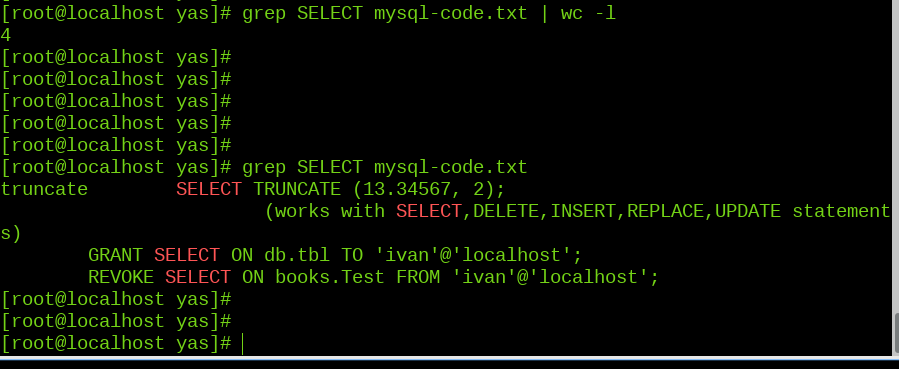 [root@localhost yas]# grep SELECT mysql-code.txt | wc -l
4
[root@localhost yas]#
[root@localhost yas]#
[root@localhost yas]#
[root@localhost yas]#
[root@localhost yas]#
[root@localhost yas]# grep SELECT mysql-code.txt
truncate        SELECT TRUNCATE (13.34567, 2);
                        (works with SELECT,DELETE,INSERT,REPLACE,UPDATE statement
s)
        GRANT SELECT ON db.tbl TO 'ivan'@'localhost';
        REVOKE SELECT ON books.Test FROM 'ivan'@'localhost';
[root@localhost yas]#
[root@localhost yas]#
[root@localhost yas]#